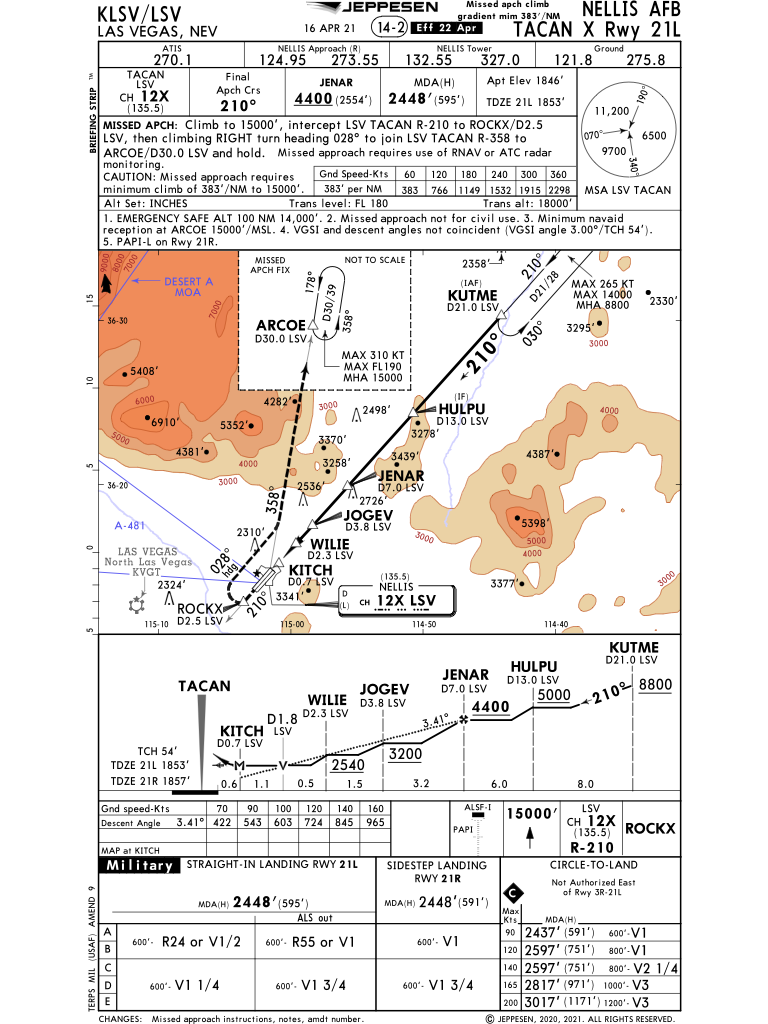 KLSV/LSV
LAS VEGAS, NEV
JEPPESEN
16 APR 21
14-2
Eff 22 Apr
Missed apch climb
gradient mim 383'/NM
NELLIS AFB
TACAN X Rwy 21L
ATIS
270.1
NELLIS Approach (R)
124.95 273.55
NELLIS Tower
132.55 327.0
Ground
121.8 275.8
BRIEFING STRIP TM
TACAN
LSV
CH 12X
(135.5)
Final
Apch Crs
210°
JENAR
4400 (2554')
MDA(H)
2448' (595')
Apt Elev 1846'
TDZE 21L 1853'
MISSED APCH: Climb to 15000', intercept LSV TACAN R-210 to ROCKX/D2.5
LSV, then climbing RIGHT turn heading 028° to join LSV TACAN R-358 to
ARCOE/D30.0 LSV and hold. Missed approach requires use of RNAV or ATC radar
monitoring.
CAUTION: Missed approach requires
minimum climb of 383'/NM to 15000'.
Gnd Speed-Kts 60 120 180 240 300 360
383' per NM 383 766 1149 1532 1915 2298
Alt Set: INCHES Trans level: FL 180 Trans alt: 18000'
190°
11,200
070°
6500
9700
340°
MSA LSV TACAN
1. EMERGENCY SAFE ALT 100 NM 14,000'. 2. Missed approach not for civil use. 3. Minimum navaid
reception at ARCOE 15000'/MSL. 4. VGSI and descent angles not coincident (VGSI angle 3.00°/TCH 54').
5. PAPI-L on Rwy 21R.
9000
8000
7000
DESERT A
MOA
7000
36-30
MISSED
APCH FIX
NOT TO SCALE
178°
D30/39
358°
ARCOE
D30.0 LSV
MAX 310 KT
MAX FL190
MHA 15000
2358'
(IAF)
KUTME
D21.0 LSV
210°
D21/28
030°
MAX 265 KT
MAX 14000
MHA 8800
2330'
3295'
3000
210°
15
10
5
0
5
5408'
6000
6910'
5000
5352'
4381'
4000
3000
4282'
3000
2498'
3370'
3258'
2536'
(IF)
HULPU
D13.0 LSV
3278'
3439'
JENAR
D7.0 LSV
2726'
4000
4387'
36-20
358°
JOGEV
D3.8 LSV
5398'
5000
4000
3000
A-481
2310'
WILIE
D2.3 LSV
LAS VEGAS
North Las Vegas
KVGT
028°
hdg
KITCH
D0.7 LSV
3341'
(135.5)
NELLIS
D
(L)
CH 12X LSV
3377'
3000
2324'
ROCKX
D2.5 LSV
210°
115-10
115-00
114-50
114-40
TACAN
KITCH
D0.7 LSV
D1.8
LSV
WILIE
D2.3 LSV
JOGEV
D3.8 LSV
JENAR
D7.0 LSV
HULPU
D13.0 LSV
KUTME
D21.0 LSV
3.41°
4400
5000
210°
8800
3200
2540
M
V
TCH 54'
TDZE 21L 1853'
TDZE 21R 1857'
0.6 1.1 0.5 1.5 3.2 6.0 8.0
Gnd speed-Kts 70 90 100 120 140 160
Descent Angle 3.41° 422 543 603 724 845 965
MAP at KITCH
ALSF-I
PAPI
15000'
LSV
CH 12X
(135.5)
R-210
ROCKX
TERPS MIL (USAF) AMEND 9
Military
STRAIGHT-IN LANDING RWY 21L
SIDESTEP LANDING
RWY 21R
CIRCLE-TO-LAND
Not Authorized East
of Rwy 3R-21L
C
MDA(H) 2448' (595')
MDA(H) 2448' (591')
ALS out
Max
Kts
MDA(H)
A
B
C
D
E
600'- R24 or V1/2
600'- R55 or V1
600'- V1
600'- V1 1/4
600'- V1 3/4
600'- V1 3/4
90 2437' (591') 600'-V1
120 2597' (751') 800'-V1
140 2597' (751') 800'-V2 1/4
165 2817' (971') 1000'-V3
200 3017' (1171') 1200'-V3
CHANGES: Missed approach instructions, notes, amdt number.
© JEPPESEN, 2020, 2021. ALL RIGHTS RESERVED.